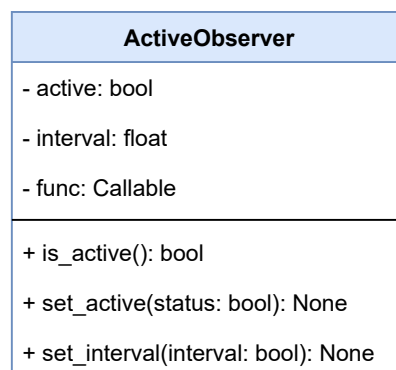 ActiveObserver
- active: bool
- interval: float
- func: Callable
+ is_active(): bool
+ set_active(status: bool): None
+ set_interval(interval: bool): None